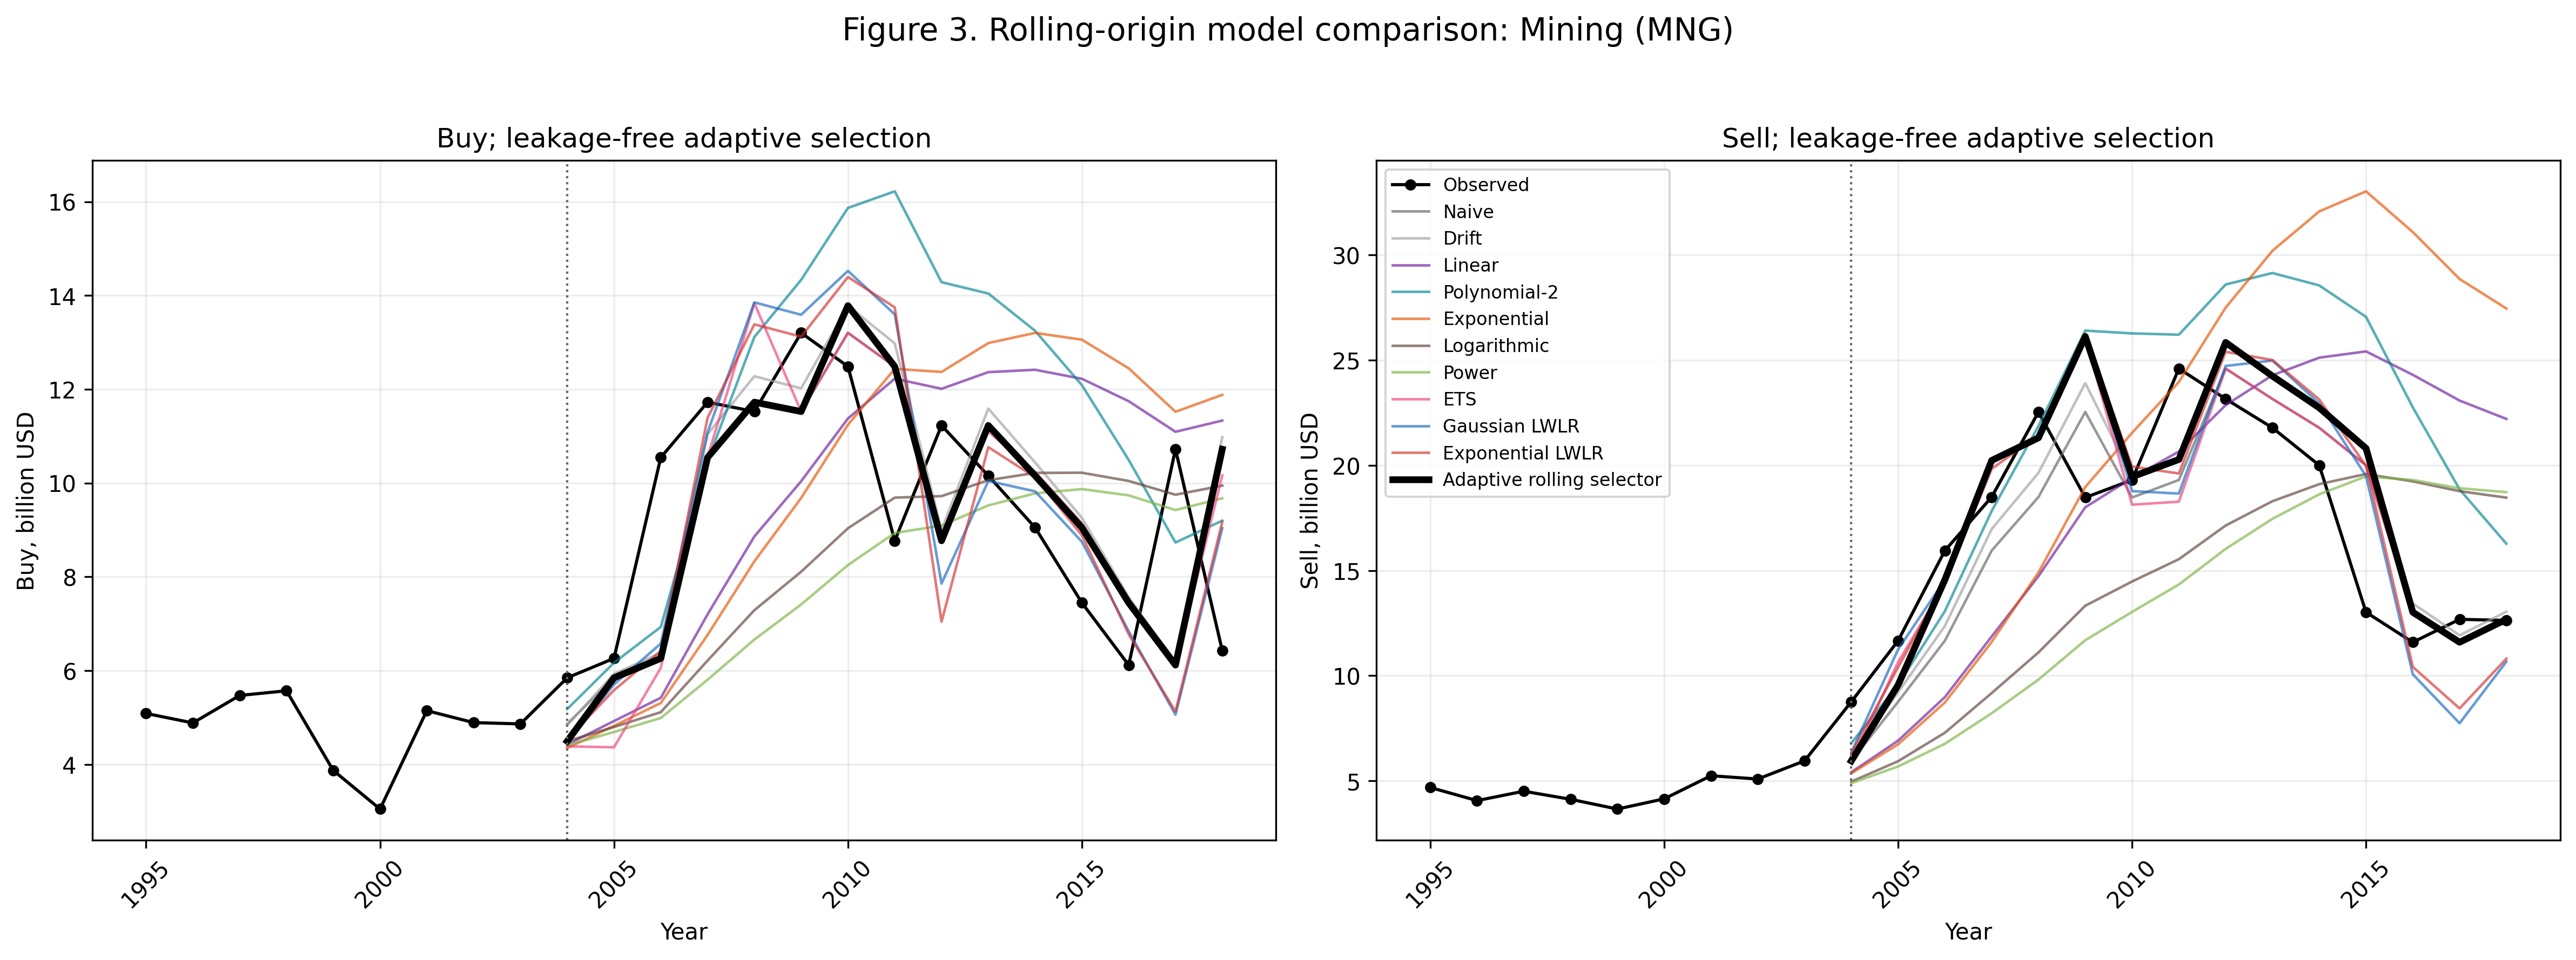 Figure 3. Rolling-origin model comparison: Mining (MNG)
Buy; leakage-free adaptive selection
Buy, billion USD
16
14
12
10
8
6
4
1995
2000
2005
2010
2015
Year
Sell; leakage-free adaptive selection
Sell, billion USD
30
25
20
15
10
5
Observed
Naive
Drift
Linear
Polynomial-2
Exponential
Logarithmic
Power
ETS
Gaussian LWLR
Exponential LWLR
Adaptive rolling selector
1995
2000
2005
2010
2015
Year